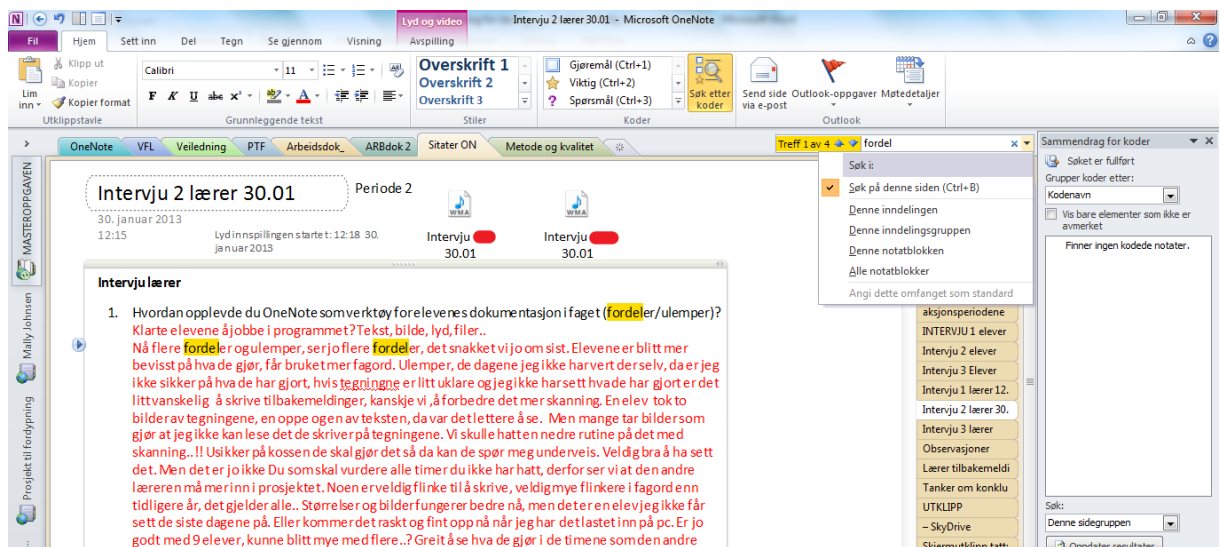 Lyd og video
Intervju 2 lærer 30.01 - Microsoft OneNote
Fil Hjem Sett inn Del Tegn Se gjennom Visning Avspilling
Klipp ut
Kopier
Kopier format
Lim inn
Utklippstavle
Calibri 11
F K U abc x²
Grunnleggende tekst
Overskrift 1
Overskrift 2
Overskrift 3
Stiler
Gjøremål (Ctrl+1)
Viktig (Ctrl+2)
Spørsmål (Ctrl+3)
Søk etter koder
Koder
Send side via e-post
Outlook-oppgaver
Møtedetaljer
Outlook
OneNote VFL Veiledning PTF Arbeidsdok_ ARBdok 2 Sitater ON Metode og kvalitet
Treff 1 av 4 fordel
Søk i:
Søk på denne siden (Ctrl+B)
Denne inndelingen
Denne inndelingsgruppen
Denne notatblokken
Alle notatblokker
Angi dette omfanget som standard
MASTEROPPGAVEN
Mally Johnsen
Prosjekt til fordypning
Intervju 2 lærer 30.01
Periode 2
30. januar 2013
12:15
Lydinnspillingen startet: 12:18 30.
januar 2013
WMA
Intervju
30.01
WMA
Intervju
30.01
Intervju lærer
1. Hvordan opplevde du OneNote som verktøy for elevenes dokumentasjon i faget (fordeler/ulemper)?
Klarte elevene å jobbe i programmet? Tekst, bilde, lyd, filer..
Nå flere fordeler og ulemper, ser jo flere fordeler, det snakket vi jo om sist. Elevene er blitt mer
bevisst på hva de gjør, får bruket mer fagord. Ulemper, de dagene jeg ikke har vert der selv, da er jeg
ikke sikker på hva de har gjort, hvis tegningne er litt uklare og jeg ikke har sett hva de har gjort er det
litt vanskelig å skrive tilbakemeldinger, kanskje vi ,å forbedre det mer skanning. En elev tok to
bilder av tegningene, en oppe og en av teksten, da var det lettere å se. Men mange tar bilder som
gjør at jeg ikke kan lese det de skriver på tegningene. Vi skulle hatt en nedre rutine på det med
skanning..!! Usikker på kossen de skal gjør det så da kan de spør meg underveis. Veldig bra å ha sett
det. Men det er jo ikke Du som skal vurdere alle timer du ikke har hatt, derfor ser vi at den andre
læreren må mer inn i prosjektet. Noen er veldig flinke til å skrive, veldig mye flinkere i fagord enn
tidligere år, det gjelder alle.. Størrelser og bilder fungerer bedre nå, men det er en elev jeg ikke får
sett de siste dagene på. Eller kommer det raskt og fint opp nå når jeg har det lastet inn på pc. Er jo
godt med 9 elever, kunne blitt mye med flere..? Greit å se hva de gjør i de timene som den andre
aksjonsperiodene
INTERVJU 1 elever
Intervju 2 elever
Intervju 3 Elever
Intervju 1 lærer 12.
Intervju 2 lærer 30.
Intervju 3 lærer
Observasjoner
Lærer tilbakemeldi
Tanker om konklu
UTKLIPP
– SkyDrive
Skjermutklipp tatt:
Sammendrag for koder
Søket er fullført
Grupper koder etter:
Kodenavn
Vis bare elementer som ikke er
avmerket
Finner ingen kodede notater.
Søk:
Denne sidegruppen
Oppdater resultater